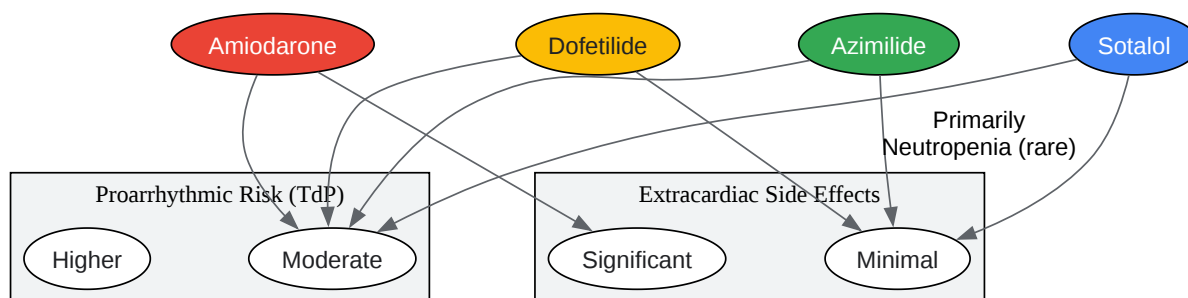 Amiodarone
Dofetilide
Azimilide
Sotalol
Primarily
Neutropenia (rare)
Proarrhythmic Risk (TdP)
Extracardiac Side Effects
Higher
Moderate
Significant
Minimal